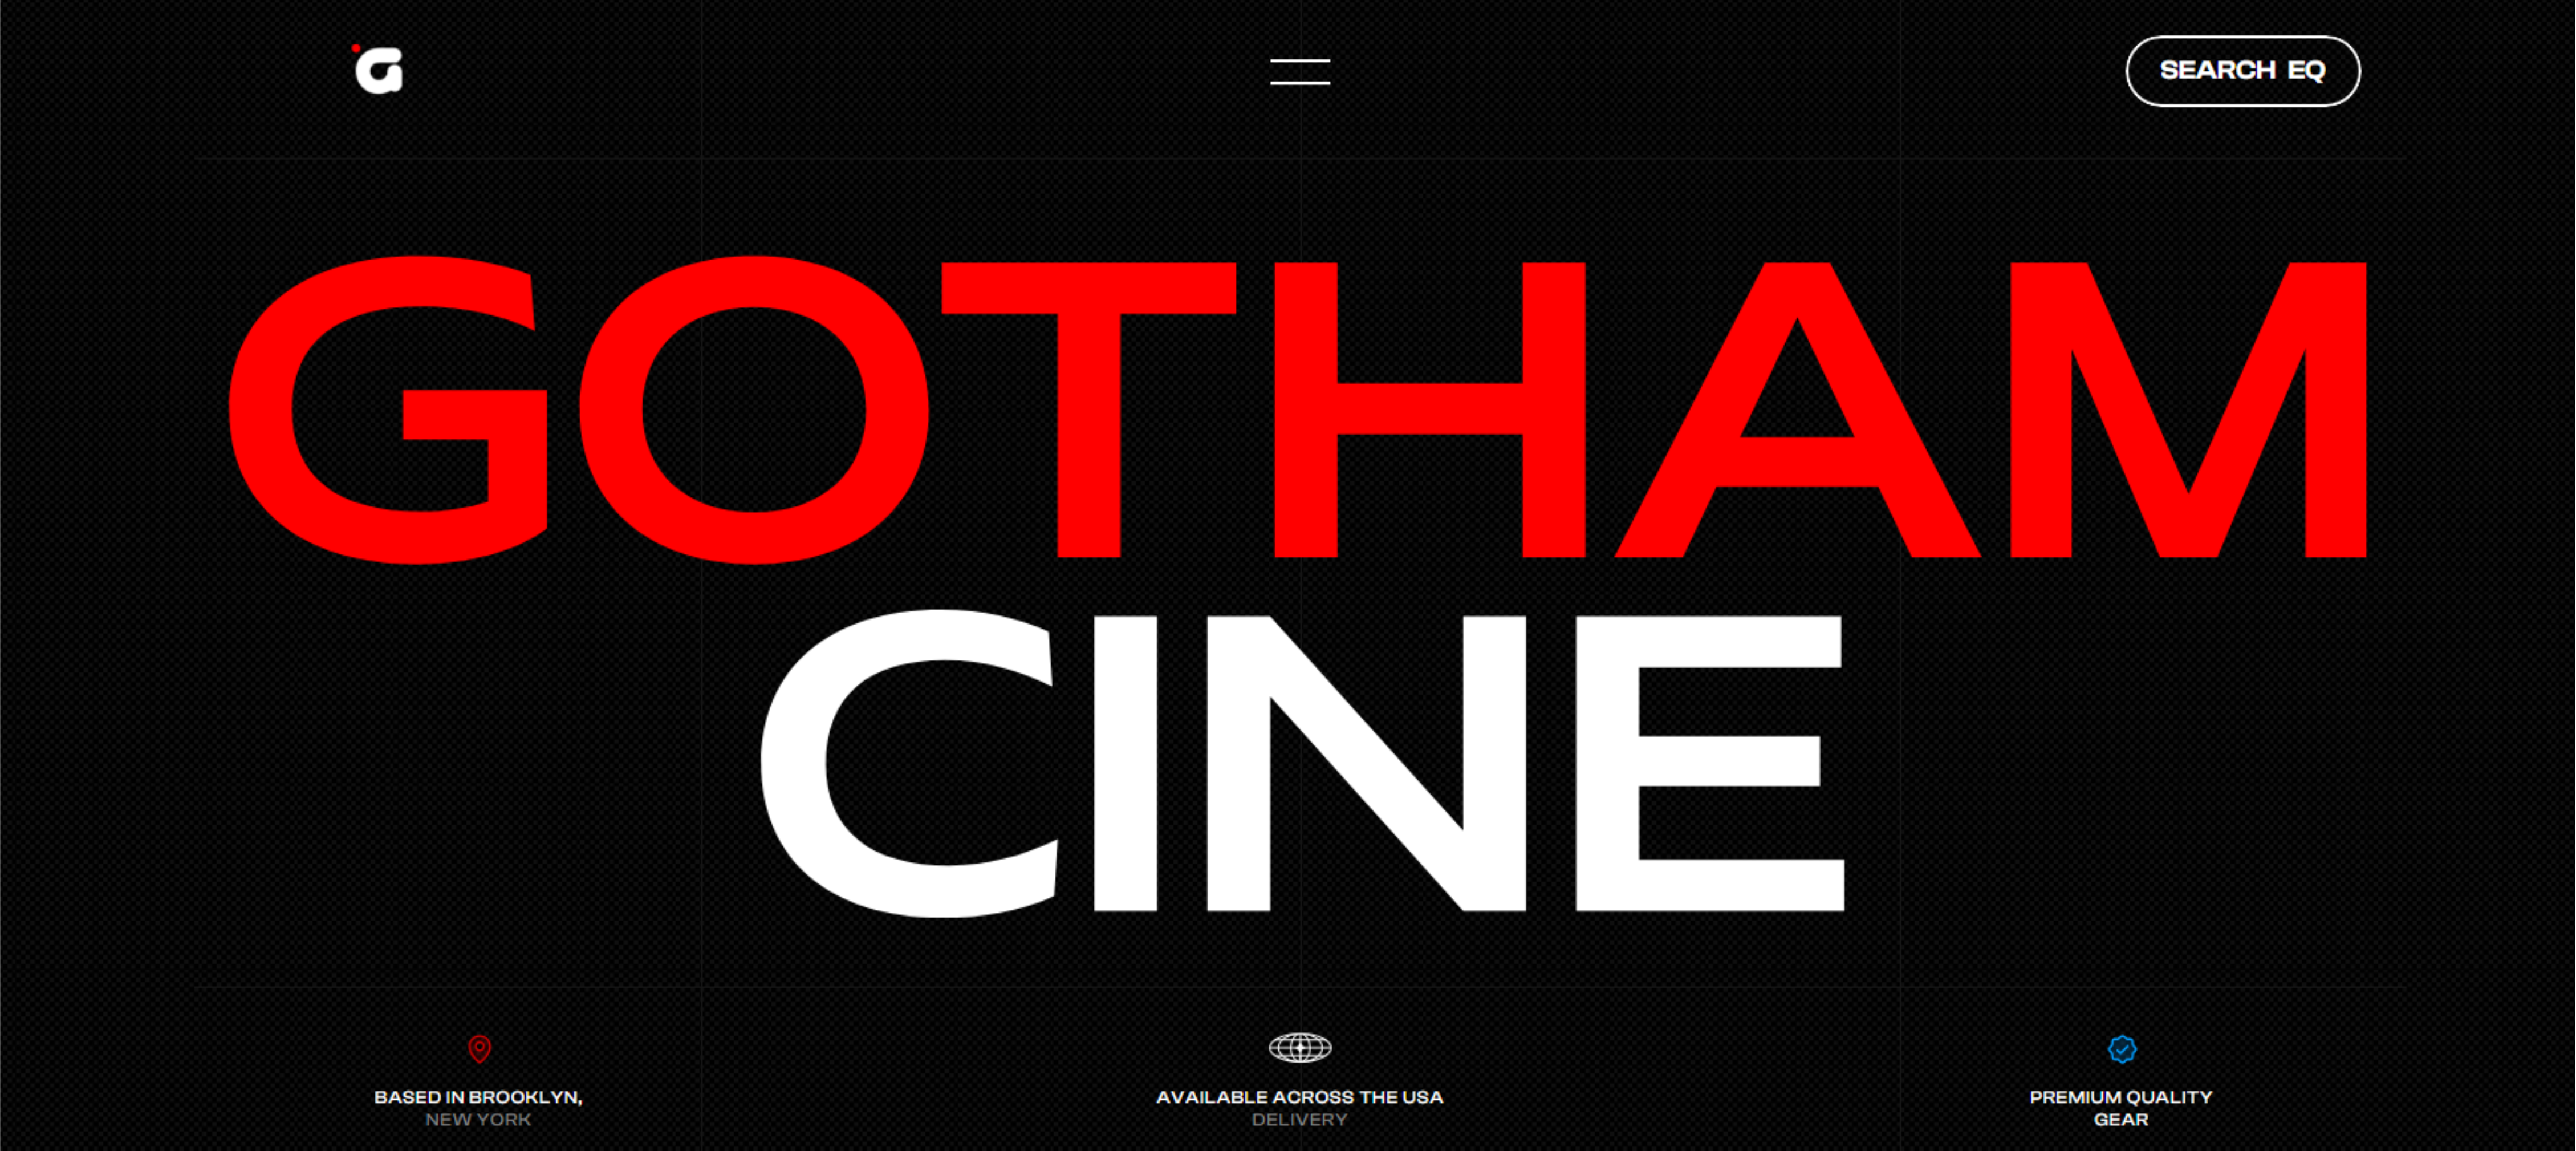 G
SEARCH EQ
GOTHAM
CINE
BASED IN BROOKLYN,
NEW YORK
AVAILABLE ACROSS THE USA
DELIVERY
PREMIUM QUALITY
GEAR